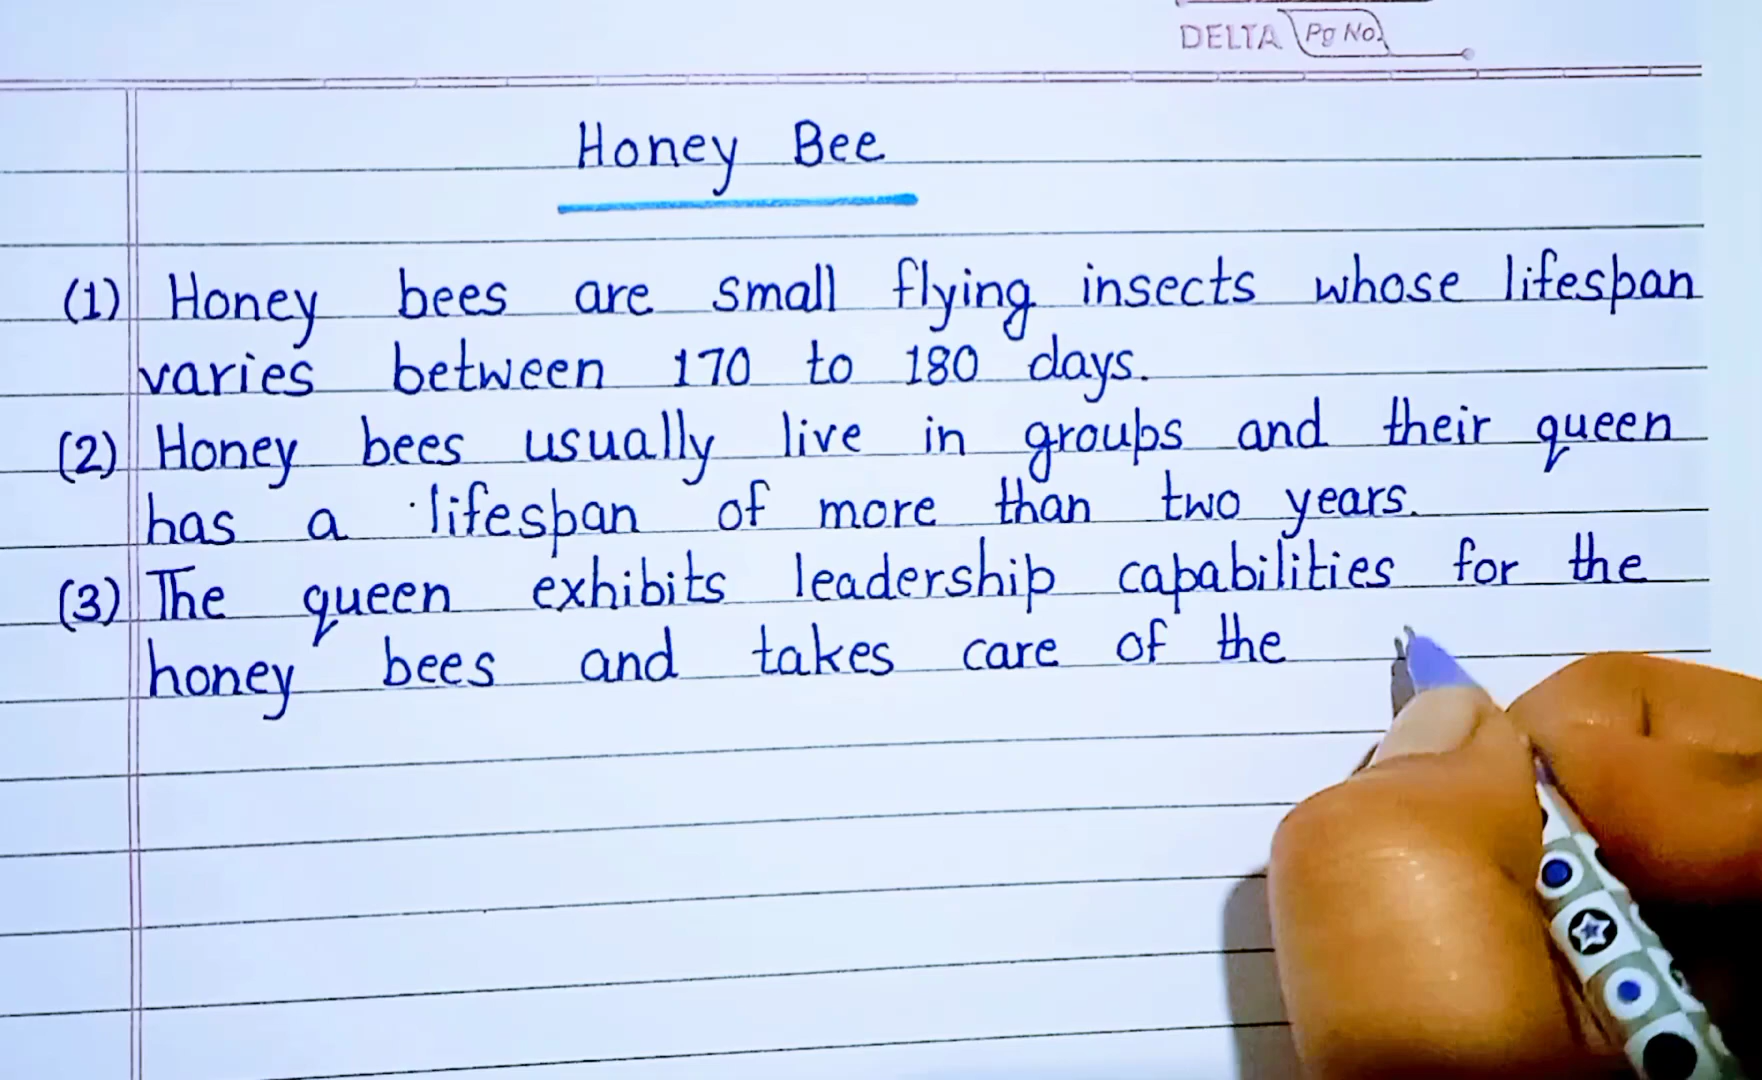 DELTA Pg No.
Honey Bee
(1) Honey bees are small flying insects whose lifespan
varies between 170 to 180 days.
(2) Honey bees usually live in groups and their queen
has a lifespan of more than two years.
(3) The queen exhibits leadership capabilities for the
honey bees and takes care of the